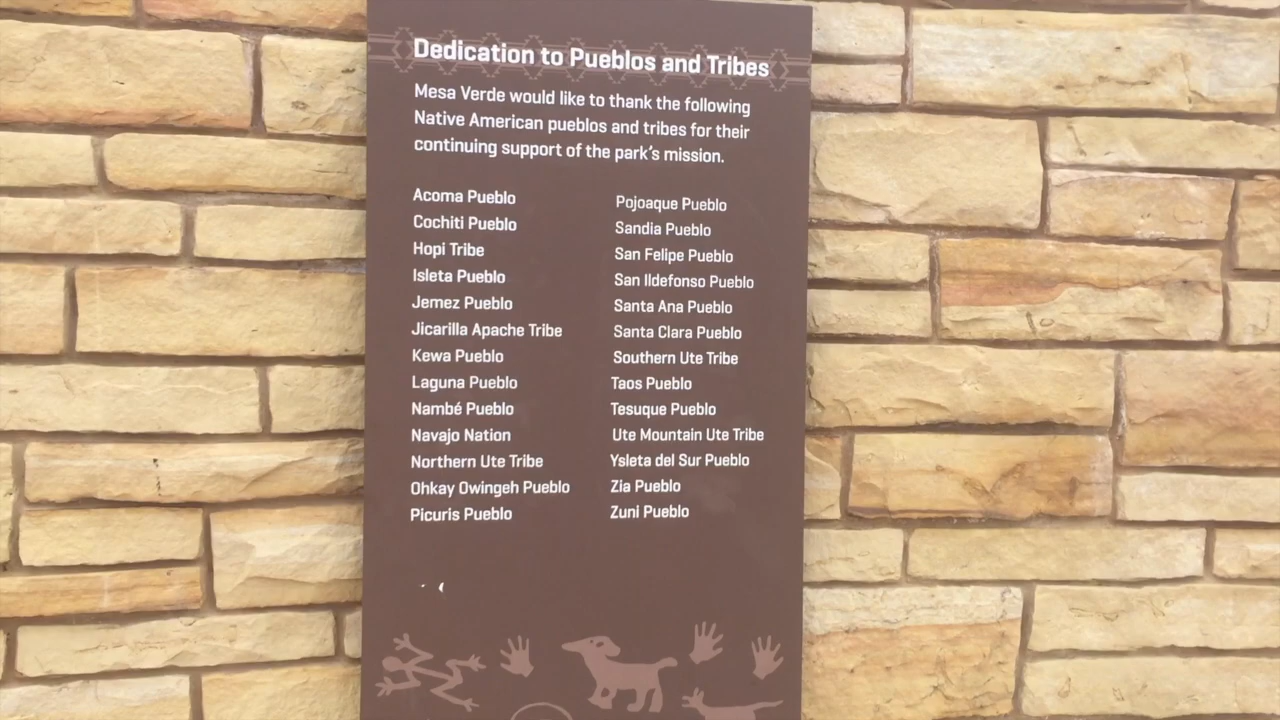 Dedication to Pueblos and Tribes
Mesa Verde would like to thank the following
Native American pueblos and tribes for their
continuing support of the park's mission.
Acoma Pueblo
Cochiti Pueblo
Hopi Tribe
Isleta Pueblo
Jemez Pueblo
Jicarilla Apache Tribe
Kewa Pueblo
Laguna Pueblo
Nambé Pueblo
Navajo Nation
Northern Ute Tribe
Ohkay Owingeh Pueblo
Picuris Pueblo
Pojoaque Pueblo
Sandia Pueblo
San Felipe Pueblo
San Ildefonso Pueblo
Santa Ana Pueblo
Santa Clara Pueblo
Southern Ute Tribe
Taos Pueblo
Tesuque Pueblo
Ute Mountain Ute Tribe
Ysleta del Sur Pueblo
Zia Pueblo
Zuni Pueblo